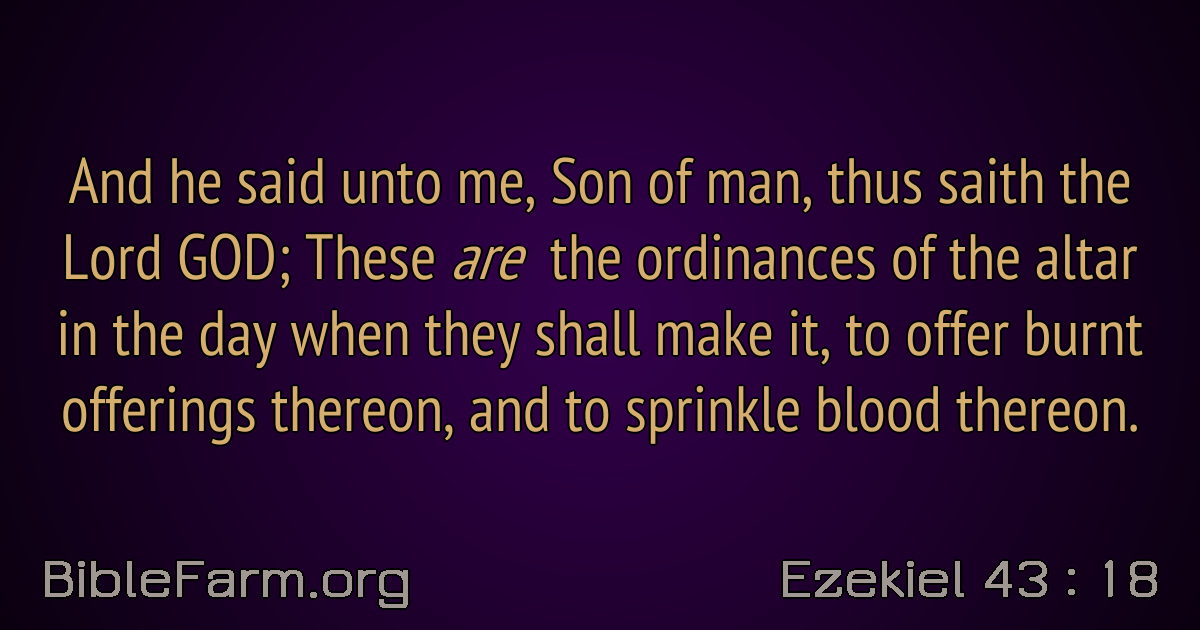 And he said unto me, Son of man, thus saith the
Lord GOD; These are the ordinances of the altar
in the day when they shall make it, to offer burnt
offerings thereon, and to sprinkle blood thereon.
BibleFarm.org
Ezekiel 43 : 18